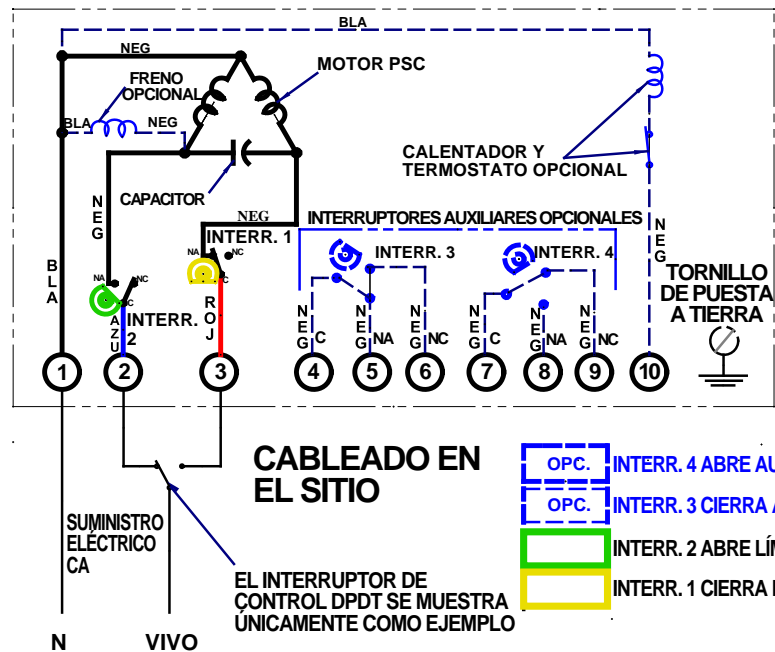 BLA
NEG
MOTOR PSC
FRENO
OPCIONAL
BLA
NEG
CALENTADOR Y
TERMOSTATO OPCIONAL
CAPACITOR
NEG
NEG
INTERRUPTORES AUXILIARES OPCIONALES
INTERR. 1
NA
NC
C
INTERR. 3
INTERR. 4
NEG
BLA
TORNILLO
DE PUESTA
A TIERRA
NA
NC
C
INTERR.
2
AZU
ROJ
NEG
C
NEG
NA
NEG
NC
NEG
C
NEG
NA
NEG
NC
1
2
3
4
5
6
7
8
9
10
CABLEADO EN
EL SITIO
OPC.
INTERR. 4 ABRE AU
OPC.
INTERR. 3 CIERRA
INTERR. 2 ABRE LÍ
INTERR. 1 CIERRA
SUMINISTRO
ELÉCTRICO
CA
EL INTERRUPTOR DE
CONTROL DPDT SE MUESTRA
ÚNICAMENTE COMO EJEMPLO
N
VIVO